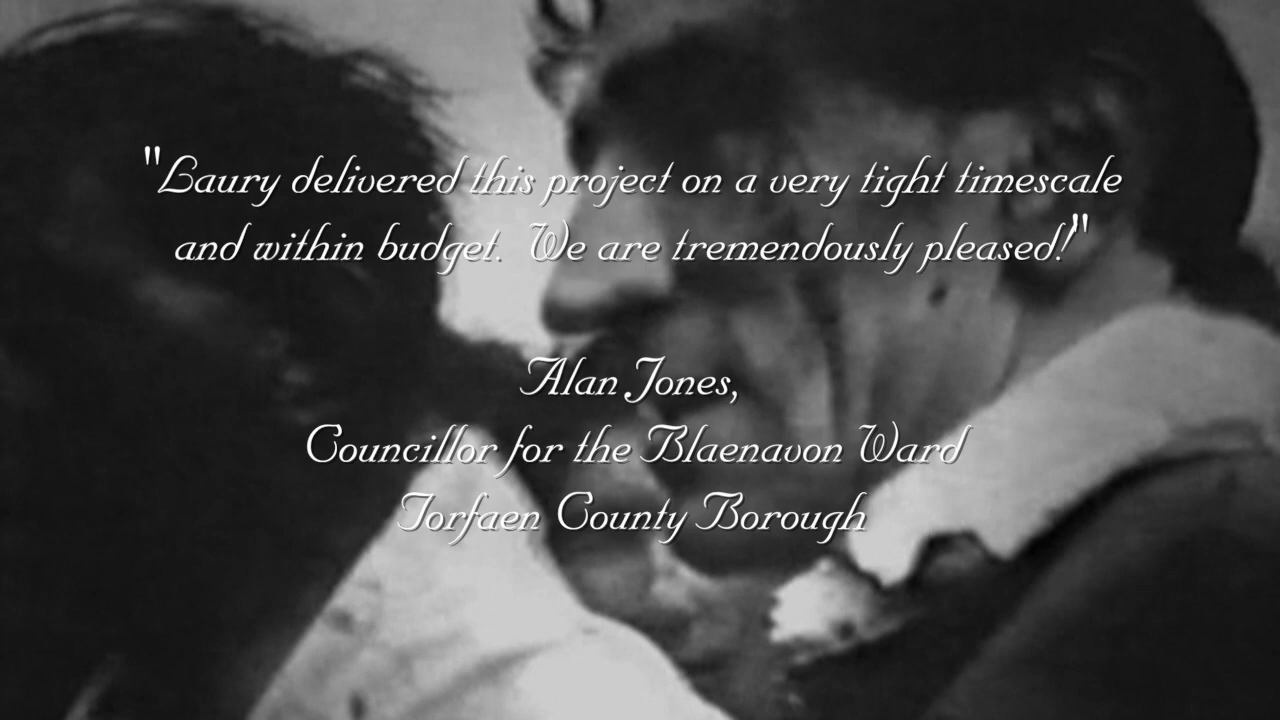 "Laury delivered this project on a very tight timescale
and within budget. We are tremendously pleased!"
Alan Jones,
Councillor for the Blaenavon Ward
Torfaen County Borough